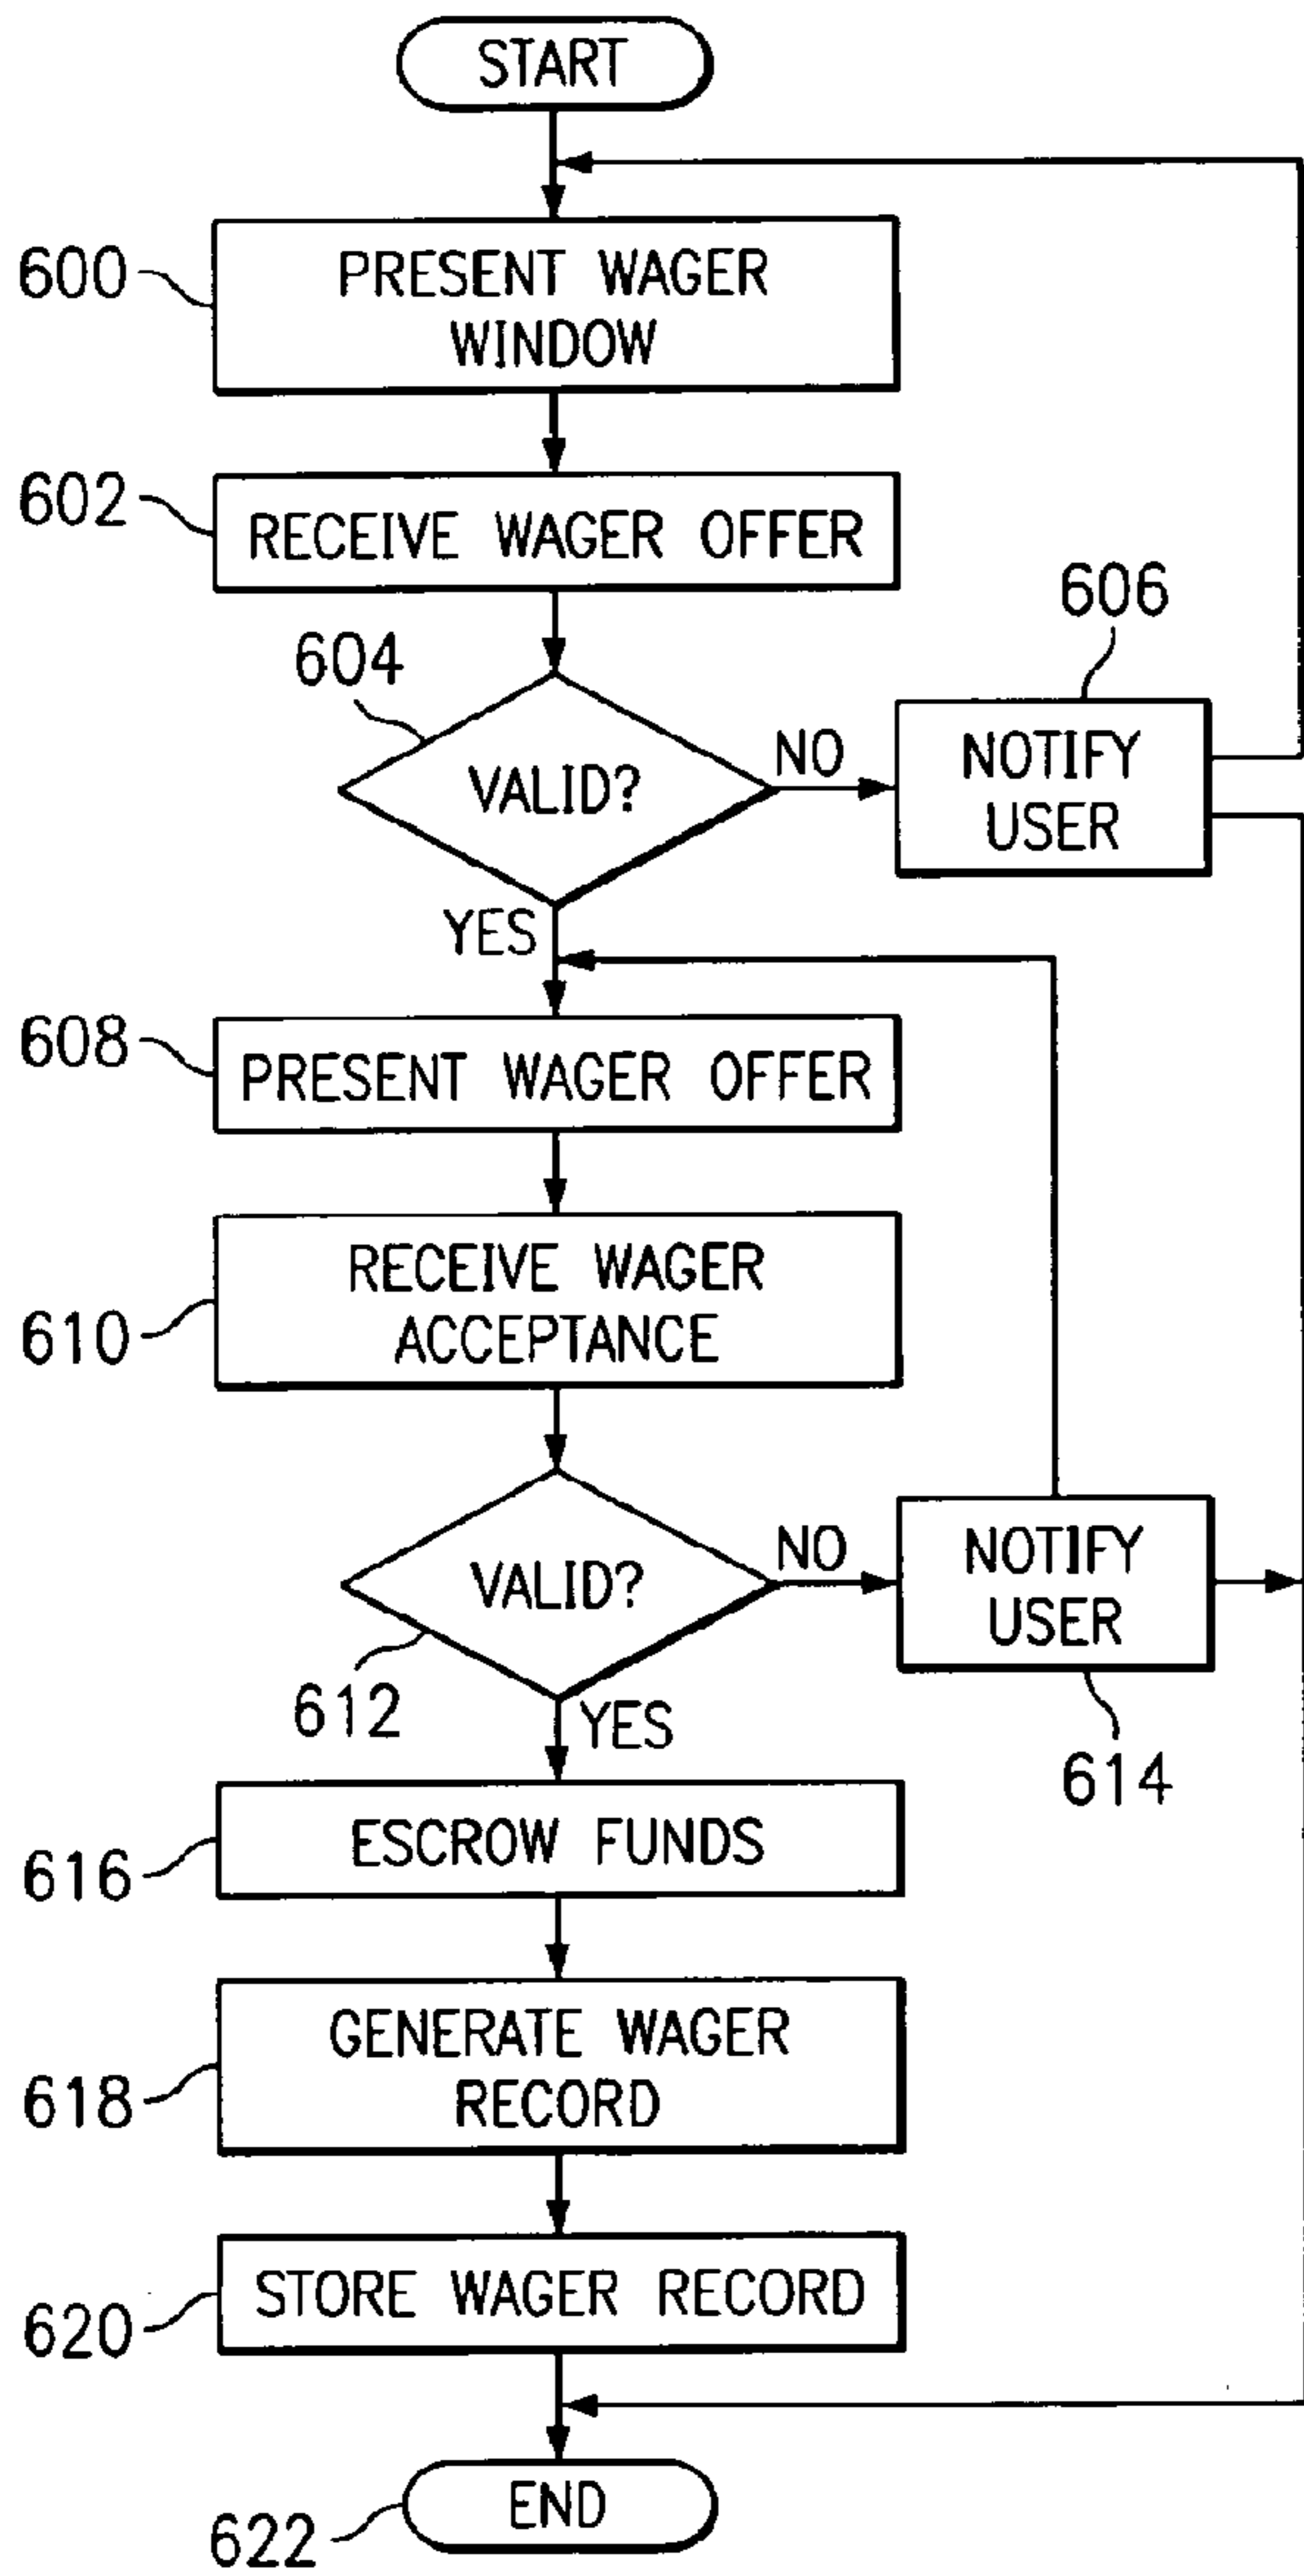 START
600
PRESENT WAGER
WINDOW
602
RECEIVE WAGER OFFER
606
604
VALID?
NO
NOTIFY
USER
YES
608
PRESENT WAGER OFFER
RECEIVE WAGER
610
ACCEPTANCE
VALID?
NO
NOTIFY
USER
612
YES
614
616
ESCROW FUNDS
GENERATE WAGER
618
RECORD
620
STORE WAGER RECORD
END
622